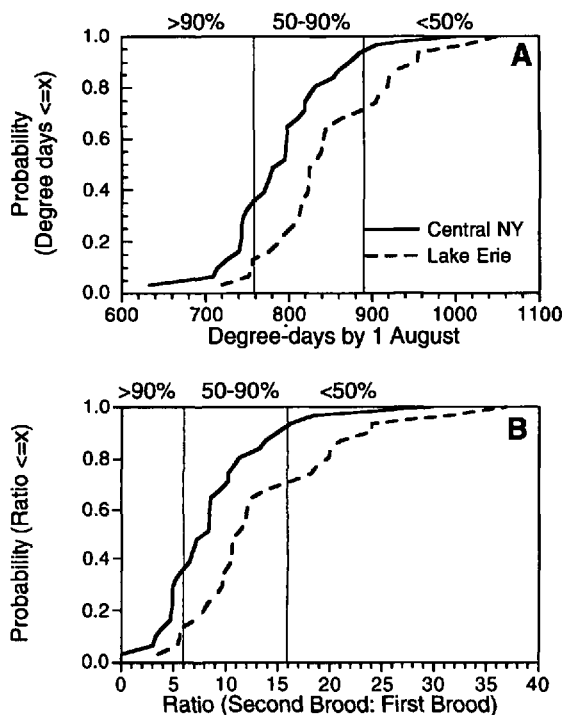 >90% 50-90% <50%
A
Probability
(Degree days <=x)
1.0
0.8
0.6
0.4
0.2
0.0
Central NY
Lake Erie
600 700 800 900 1000 1100
Degree-days by 1 August
>90% 50-90% <50%
B
Probability (Ratio <=x)
1.0
0.8
0.6
0.4
0.2
0.0
0 5 10 15 20 25 30 35 40
Ratio (Second Brood: First Brood)